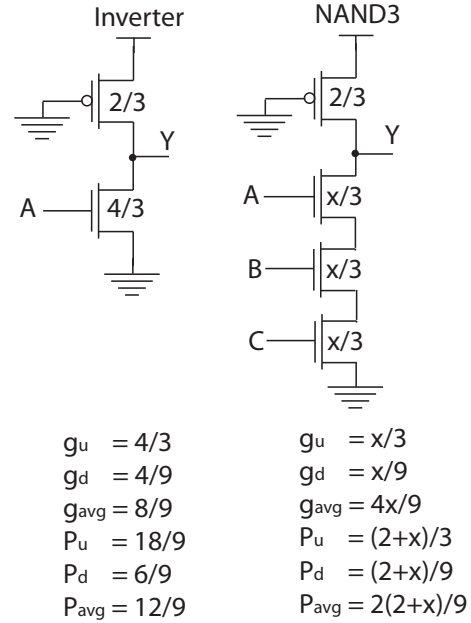 Inverter
2/3
Y
A
4/3
gu = 4/3
gd = 4/9
gavg = 8/9
Pu = 18/9
Pd = 6/9
Pavg = 12/9
NAND3
2/3
Y
A
x/3
B
x/3
C
x/3
gu = x/3
gd = x/9
gavg = 4x/9
Pu = (2+x)/3
Pd = (2+x)/9
Pavg = 2(2+x)/9